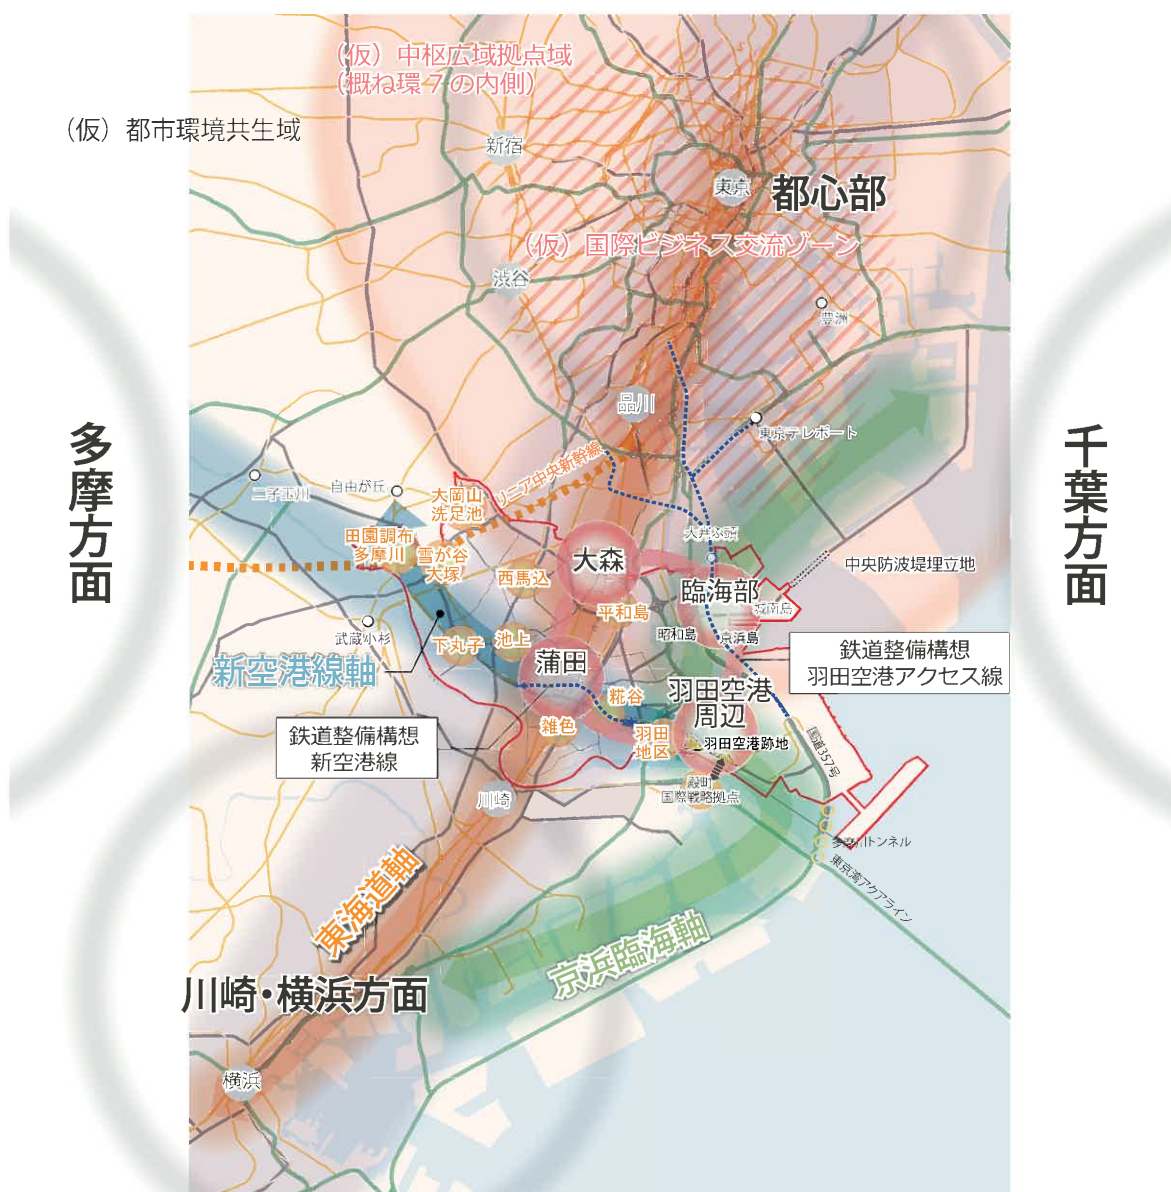 （仮）中枢広域拠点域
（概ね環７の内側）
（仮）都市環境共生域
新宿
東京
都心部
（仮）国際ビジネス交流ゾーン
渋谷
豊洲
品川
東京テレポート
多摩方面
千葉方面
リニア中央新幹線
二子玉川
自由が丘
大岡山
洗足池
田園調布
多摩川
雪が谷
大塚
大井ふ頭
大森
西馬込
平和島
臨海部
城南島
中央防波堤埋立地
昭和島
京浜島
武蔵小杉
下丸子
池上
蒲田
新空港線軸
鉄道整備構想
羽田空港アクセス線
糀谷
羽田空港
周辺
雑色
羽田
地区
羽田空港跡地
国道357号
鉄道整備構想
新空港線
川崎
殿町
国際戦略拠点
多摩川トンネル
東京湾アクアライン
東海道軸
京浜臨海軸
川崎・横浜方面
横浜